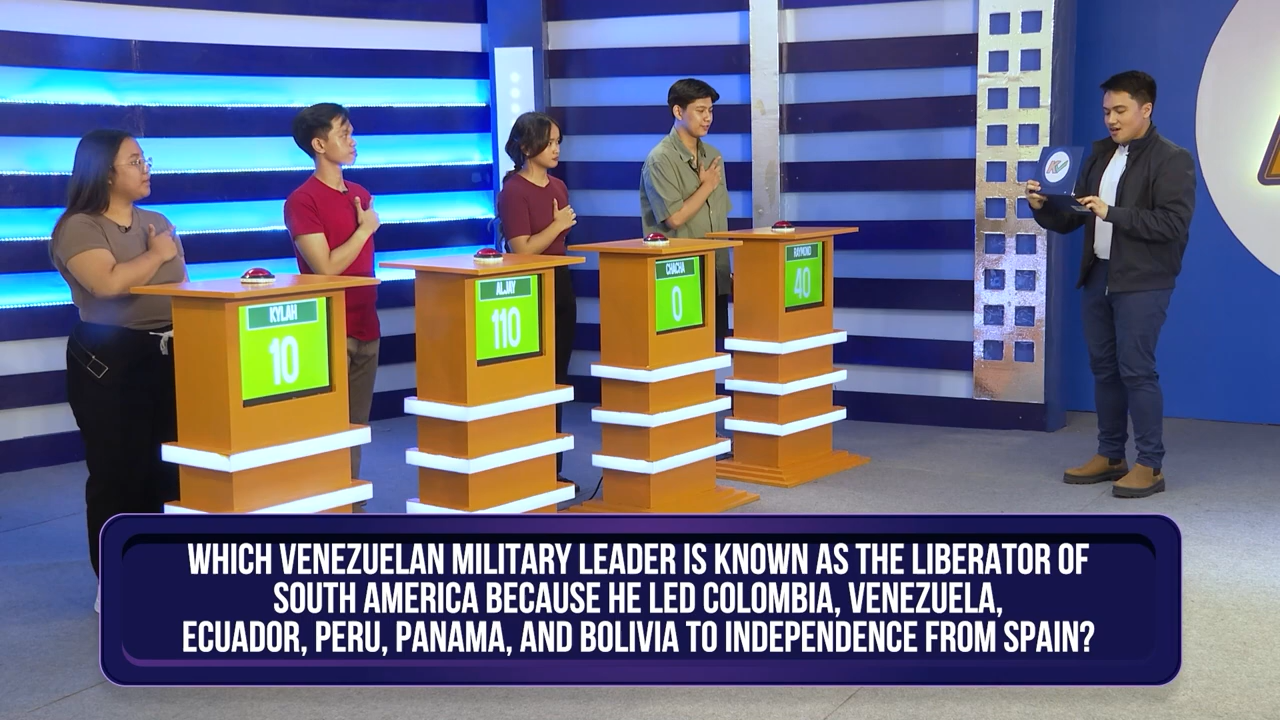 KYLAH
10
ALJAY
110
CHACHA
0
RAYMOND
40
WHICH VENEZUELAN MILITARY LEADER IS KNOWN AS THE LIBERATOR OF
SOUTH AMERICA BECAUSE HE LED COLOMBIA, VENEZUELA,
ECUADOR, PERU, PANAMA, AND BOLIVIA TO INDEPENDENCE FROM SPAIN?